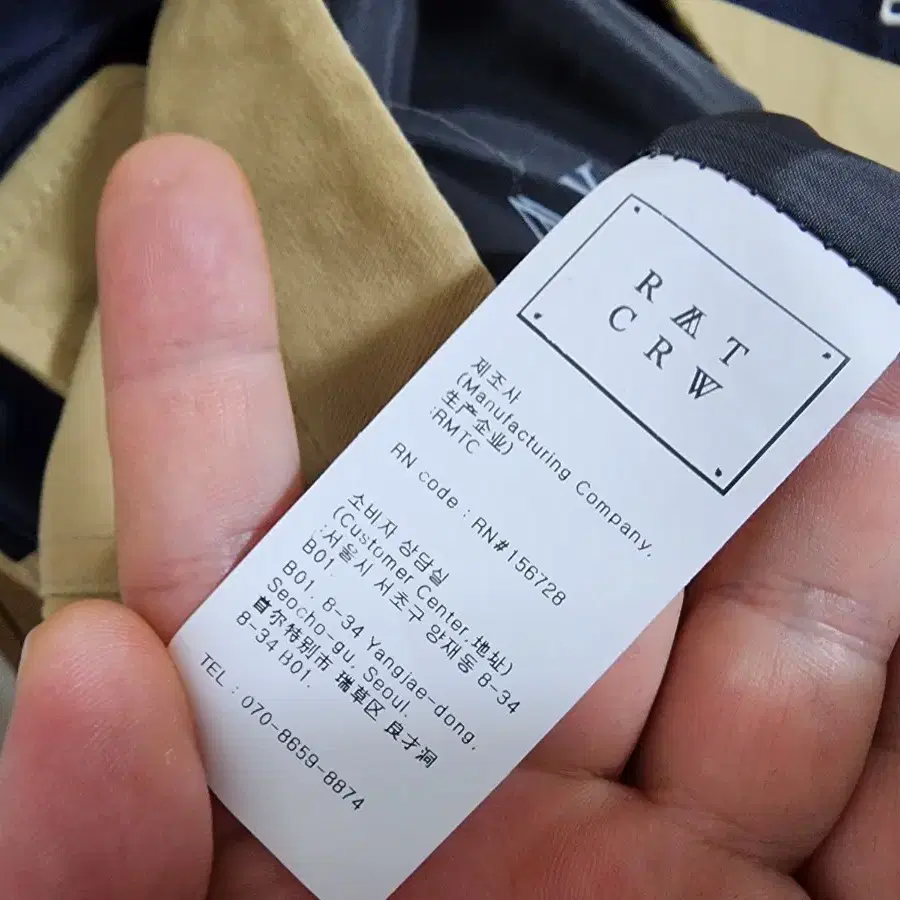 R M T
C R W
제조사
(Manufacturing Company.
生产企业)
:RMTC
RN code : RN#156728
소비자 상담실
(Customer Center.地址)
:서울시 서초구 양재동 8-34
B01.
B01. 8-34 Yangjae-dong.
Seocho-gu. Seoul.
首尔特别市 瑞草区 良才洞
8-34 B01.
TEL : 070-8659-8874